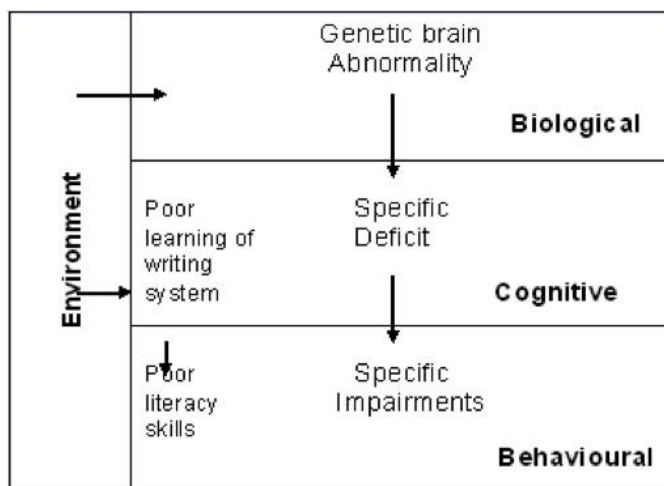 Genetic brain
Abnormality
Biological
Environment
Poor
learning of
writing
system
Specific
Deficit
Cognitive
Poor
literacy
skills
Specific
Impairments
Behavioural